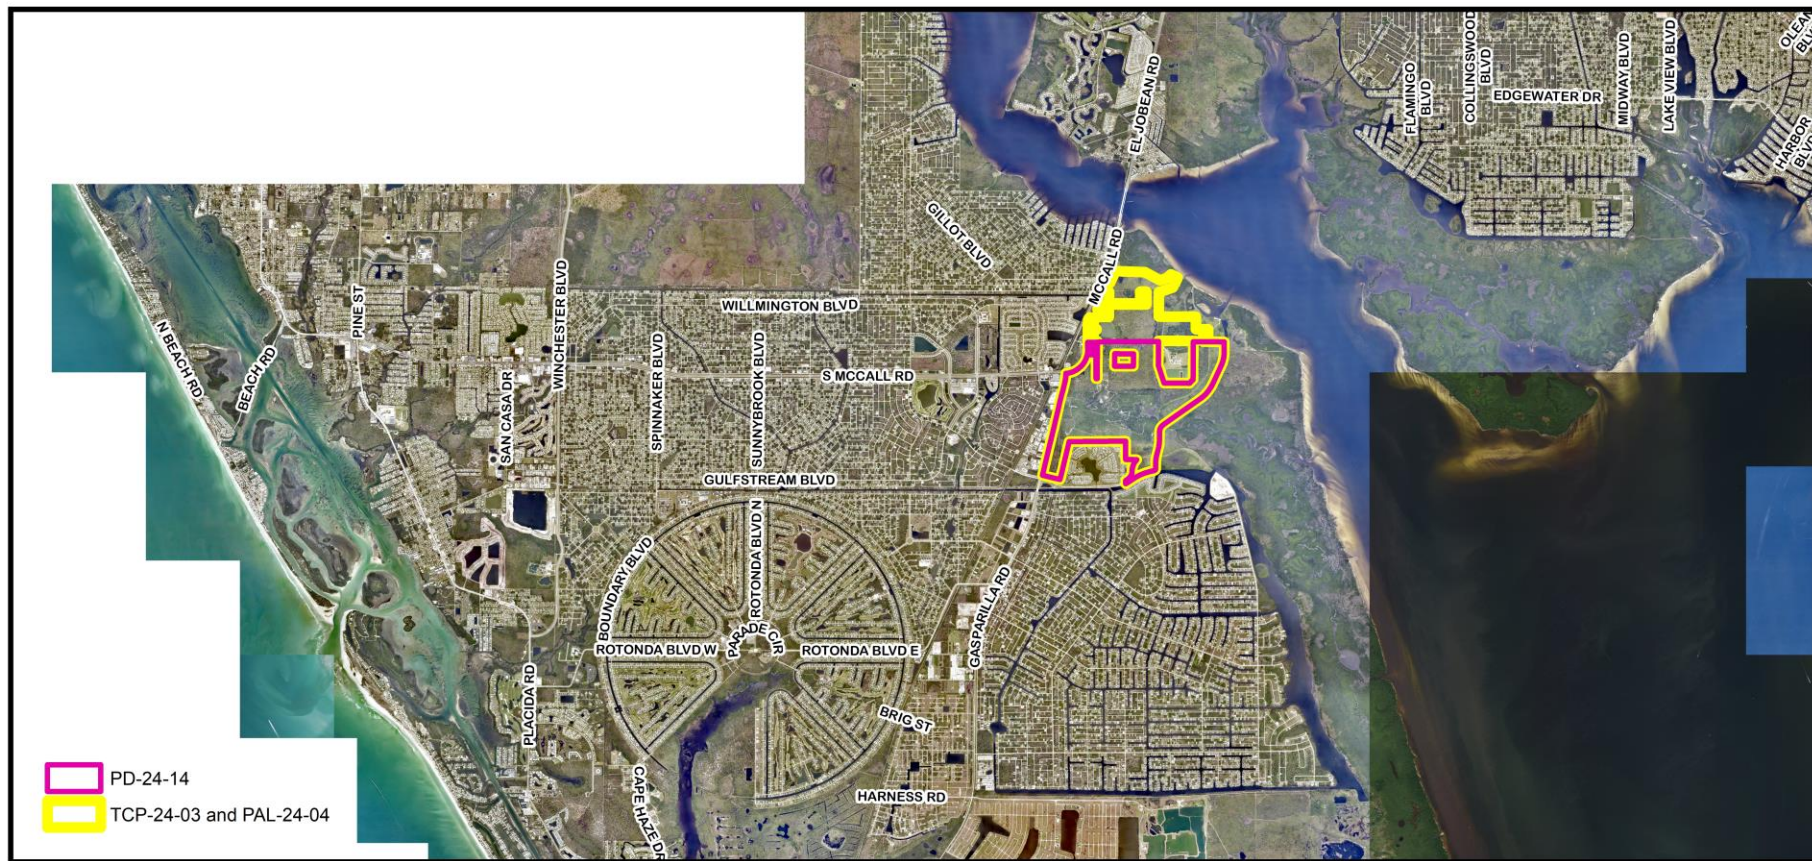 EL JOBEAN RD
FLAMINGO
BLVD
COLLINGSWOOD
BLVD
EDGEWATER DR
MIDWAY BLVD
LAKE VIEW BLVD
OLEAN
BLV
HARBOR
BLVD
GILLOT BLVD
MCCALL RD
WINCHESTER BLVD
PINE ST
WILLMINGTON BLVD
N BEACH RD
BEACH RD
SAN CASA DR
SPINNAKER BLVD
SUNNYBROOK BLVD
S MCCALL RD
GULFSTREAM BLVD
BOUNDARY BLVD
ROTONDA BLVD N
PARADE CIR
ROTONDA BLVD W
ROTONDA BLVD E
GASPARILLA RD
PLACIDA RD
BRIG ST
CAPE HAZE DR
HARNESS RD
PD-24-14
TCP-24-03 and PAL-24-04